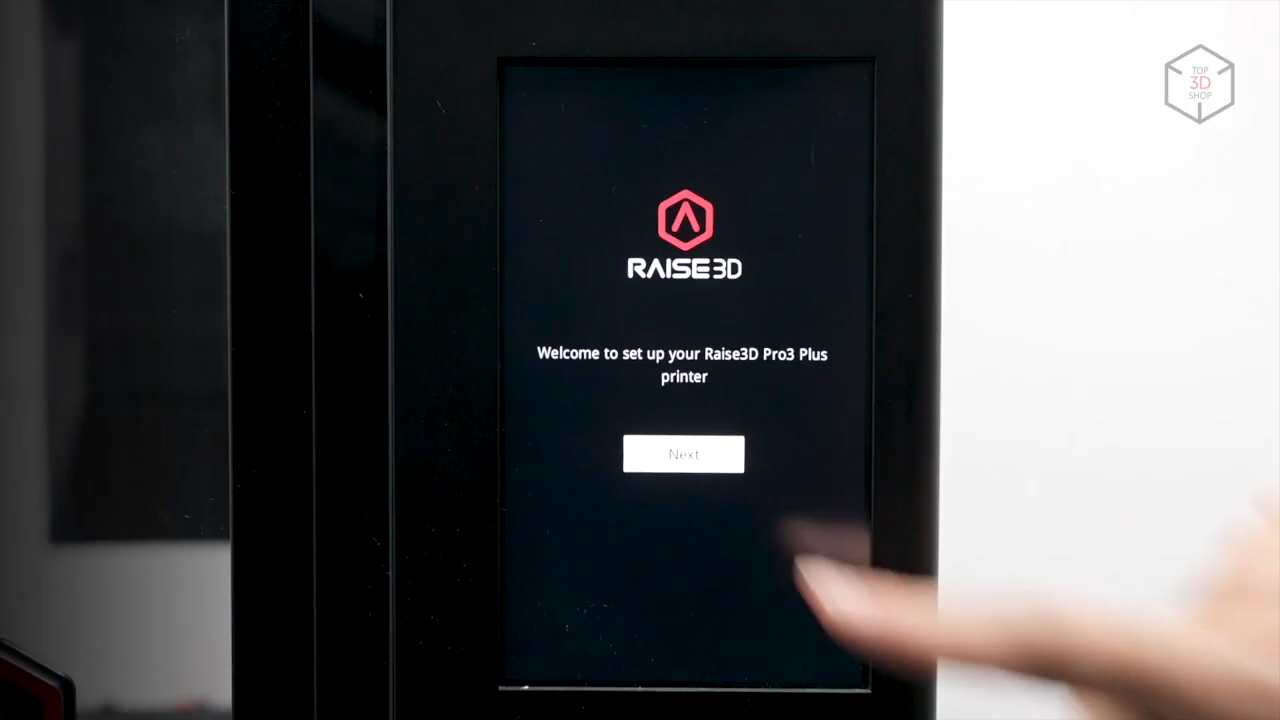 TOP
3D
SHOP
RAISE3D
Welcome to set up your Raise3D Pro3 Plus
printer
Next